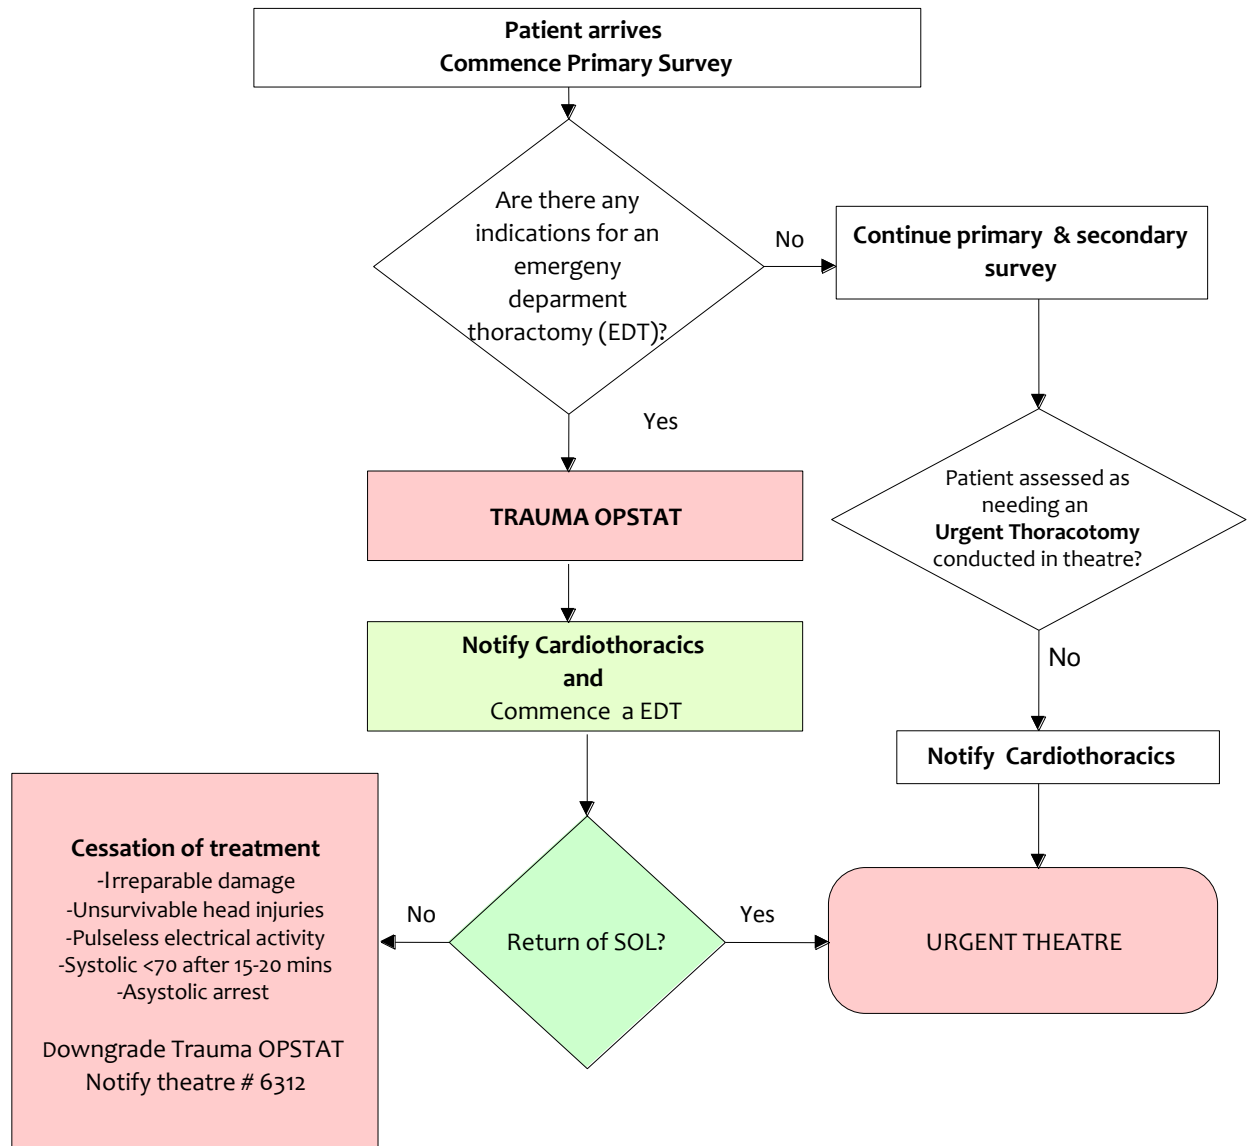 Patient arrives
Commence Primary Survey
Are there any
indications for an
emergeny
deparment
thoractomy (EDT)?
No
Continue primary & secondary
survey
Yes
TRAUMA OPSTAT
Patient assessed as
needing an
Urgent Thoracotomy
conducted in theatre?
Notify Cardiothoracics
and
Commence a EDT
No
Notify Cardiothoracics
Cessation of treatment
-Irreparable damage
-Unsurvivable head injuries
-Pulseless electrical activity
-Systolic <70 after 15-20 mins
-Asystolic arrest
Downgrade Trauma OPSTAT
Notify theatre # 6312
No
Return of SOL?
Yes
URGENT THEATRE